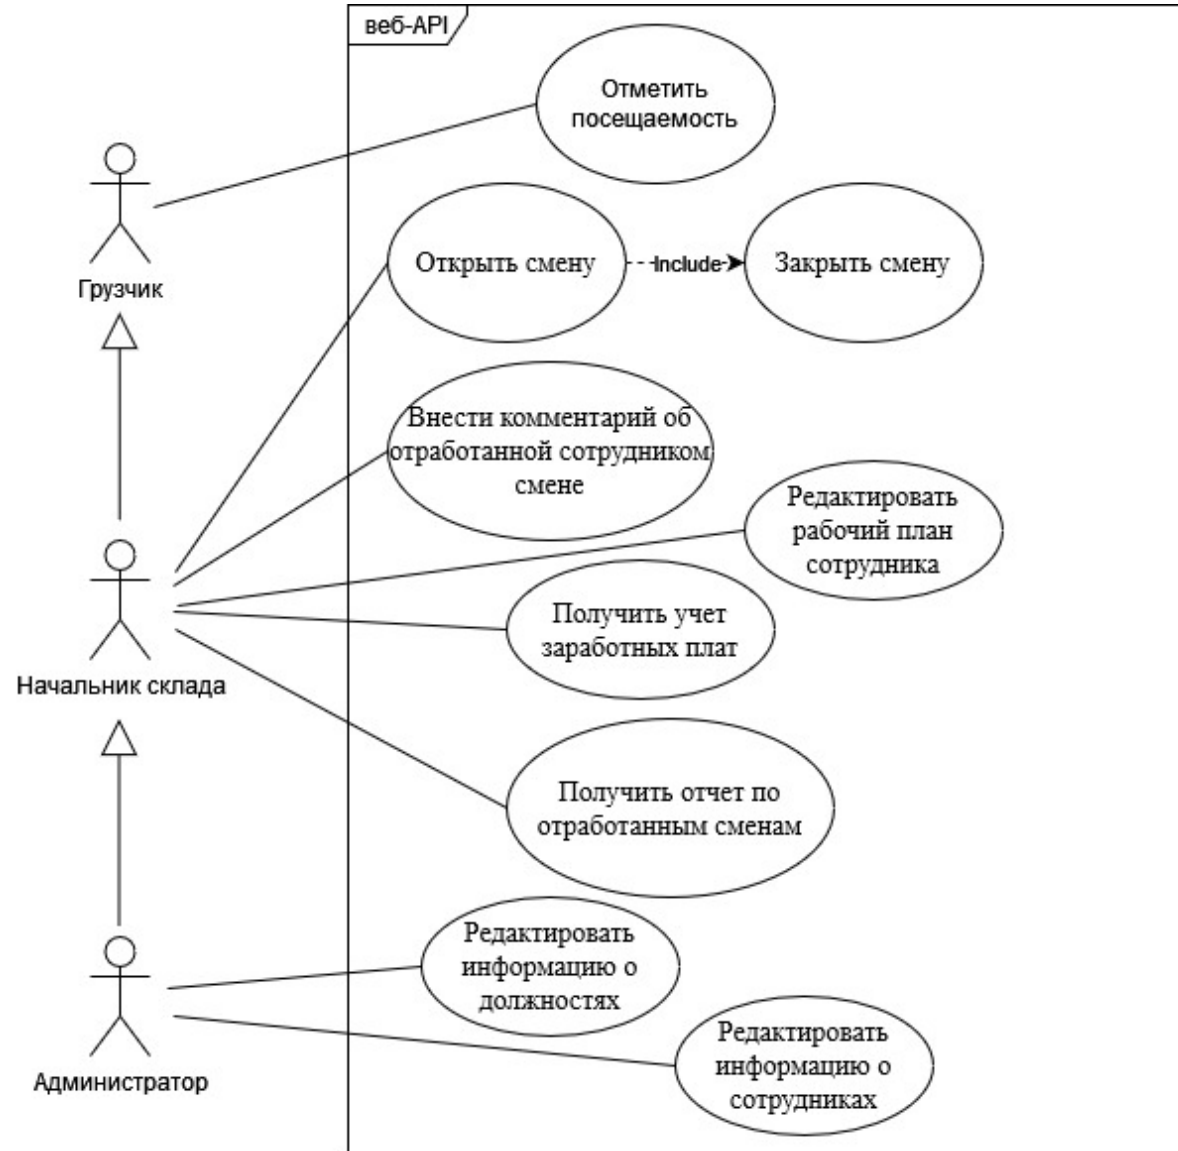 веб-API
Отметить
посещаемость
Грузчик
Открыть смену
Include
Закрыть смену
Внести комментарий об
отработанной сотрудником
смене
Редактировать
рабочий план
сотрудника
Получить учет
заработных плат
Начальник склада
Получить отчет по
отработанным сменам
Редактировать
информацию о
должностях
Администратор
Редактировать
информацию о
сотрудниках